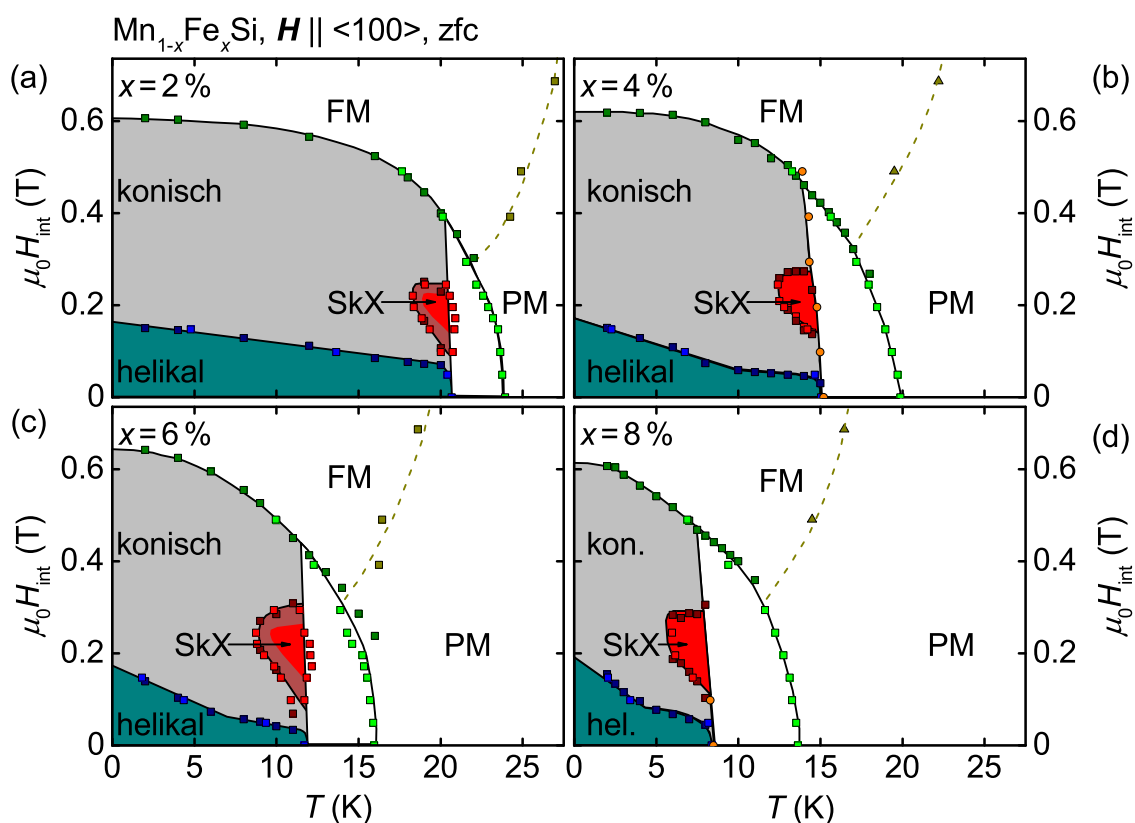 Mn1-xFexSi, H || <100>, zfc
(a)
x = 2 %
FM
konisch
SkX
PM
helikal
μ0Hint (T)
0.6
0.4
0.2
0
x = 4 %
FM
(b)
konisch
SkX
PM
helikal
0.6
0.4
0.2
0
μ0Hint (T)
(c)
x = 6 %
FM
konisch
SkX
PM
helikal
μ0Hint (T)
0.6
0.4
0.2
0
0 5 10 15 20 25
T (K)
x = 8 %
FM
(d)
kon.
SkX
PM
hel.
0.6
0.4
0.2
0
μ0Hint (T)
0 5 10 15 20 25
T (K)